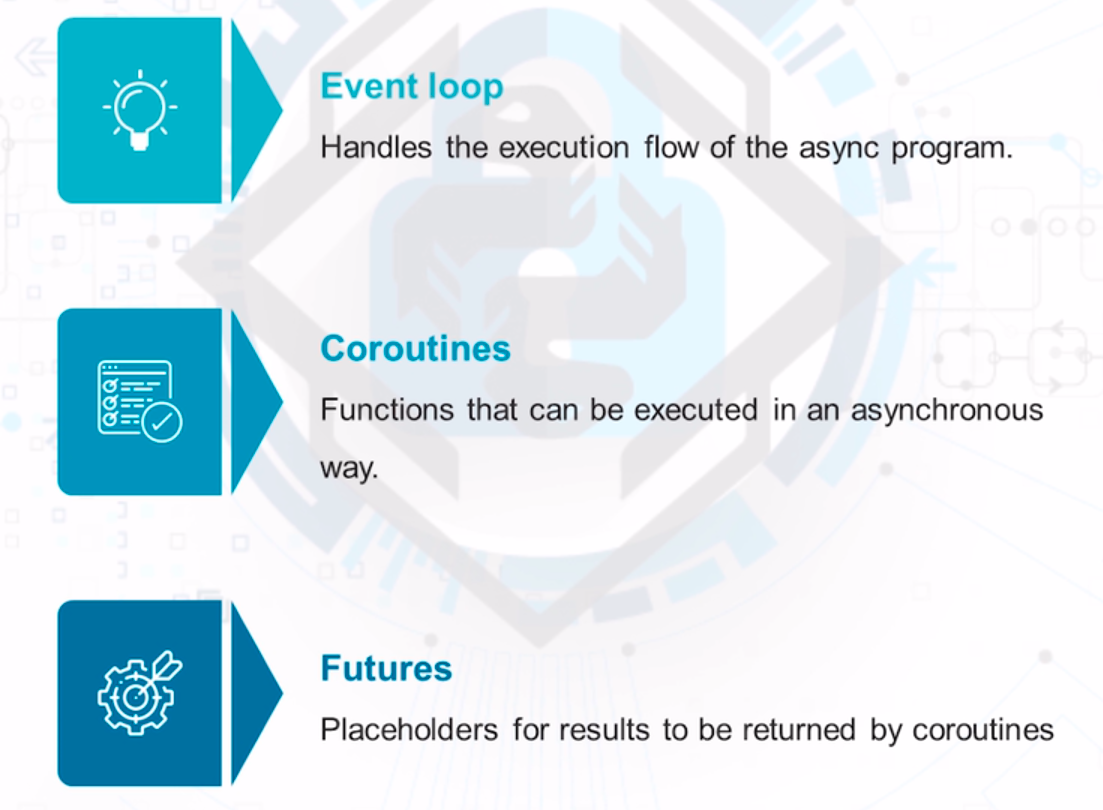 Event loop
Handles the execution flow of the async program.
Coroutines
Functions that can be executed in an asynchronous
way.
Futures
Placeholders for results to be returned by coroutines